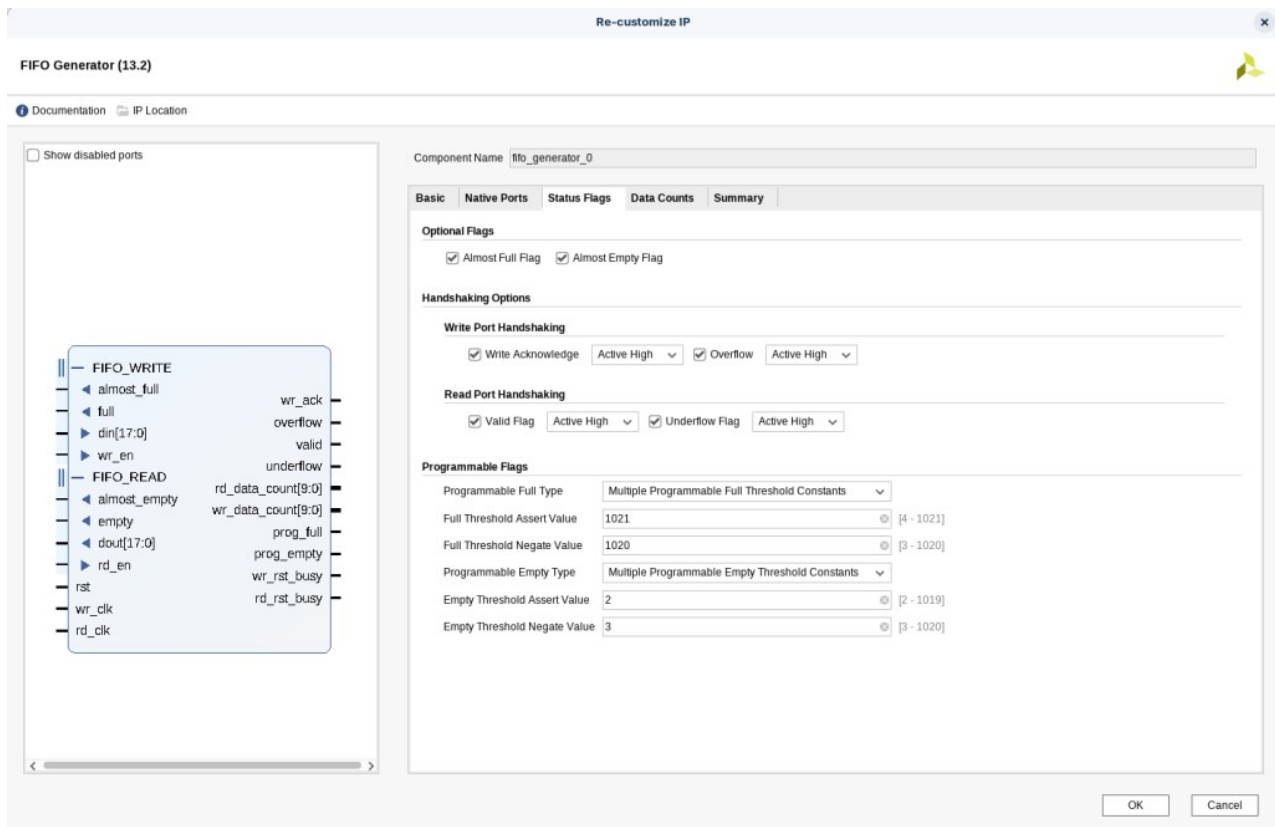 Re-customize IP
FIFO Generator (13.2)
Documentation IP Location
Show disabled ports
FIFO_WRITE
almost_full
full
din[17:0]
wr_en
FIFO_READ
almost_empty
empty
dout[17:0]
rd_en
rst
wr_clk
rd_clk
wr_ack
overflow
valid
underflow
rd_data_count[9:0]
wr_data_count[9:0]
prog_full
prog_empty
wr_rst_busy
rd_rst_busy
Component Name fifo_generator_0
Basic Native Ports Status Flags Data Counts Summary
Optional Flags
Almost Full Flag Almost Empty Flag
Handshaking Options
Write Port Handshaking
Write Acknowledge Active High Overflow Active High
Read Port Handshaking
Valid Flag Active High Underflow Flag Active High
Programmable Flags
Programmable Full Type Multiple Programmable Full Threshold Constants
Full Threshold Assert Value 1021 [4 - 1021]
Full Threshold Negate Value 1020 [3 - 1020]
Programmable Empty Type Multiple Programmable Empty Threshold Constants
Empty Threshold Assert Value 2 [2 - 1019]
Empty Threshold Negate Value 3 [3 - 1020]
OK Cancel